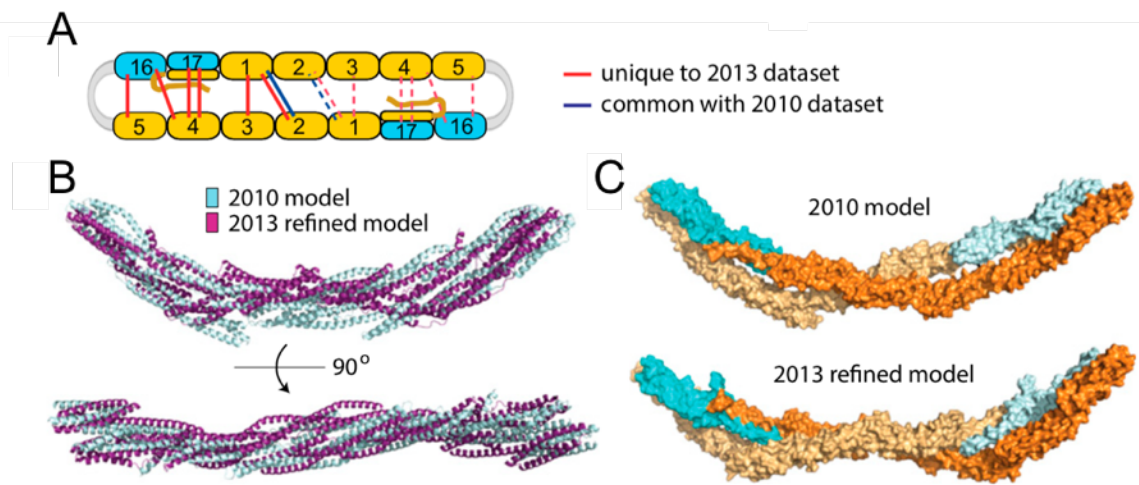 A
16 17 1 2 3 4 5
5 4 3 2 1 17 16
unique to 2013 dataset
common with 2010 dataset
B
2010 model
2013 refined model
90°
C
2010 model
2013 refined model